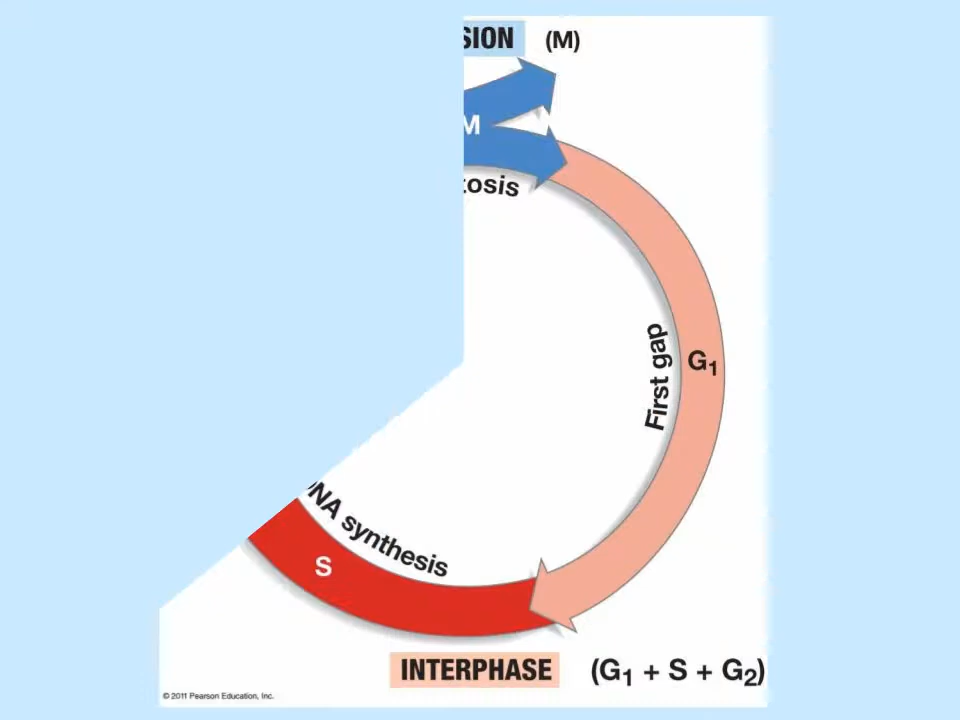 SION (M)
M
tosis
First gap
G₁
NA synthesis
S
INTERPHASE (G₁ + S + G₂)
© 2011 Pearson Education, Inc.